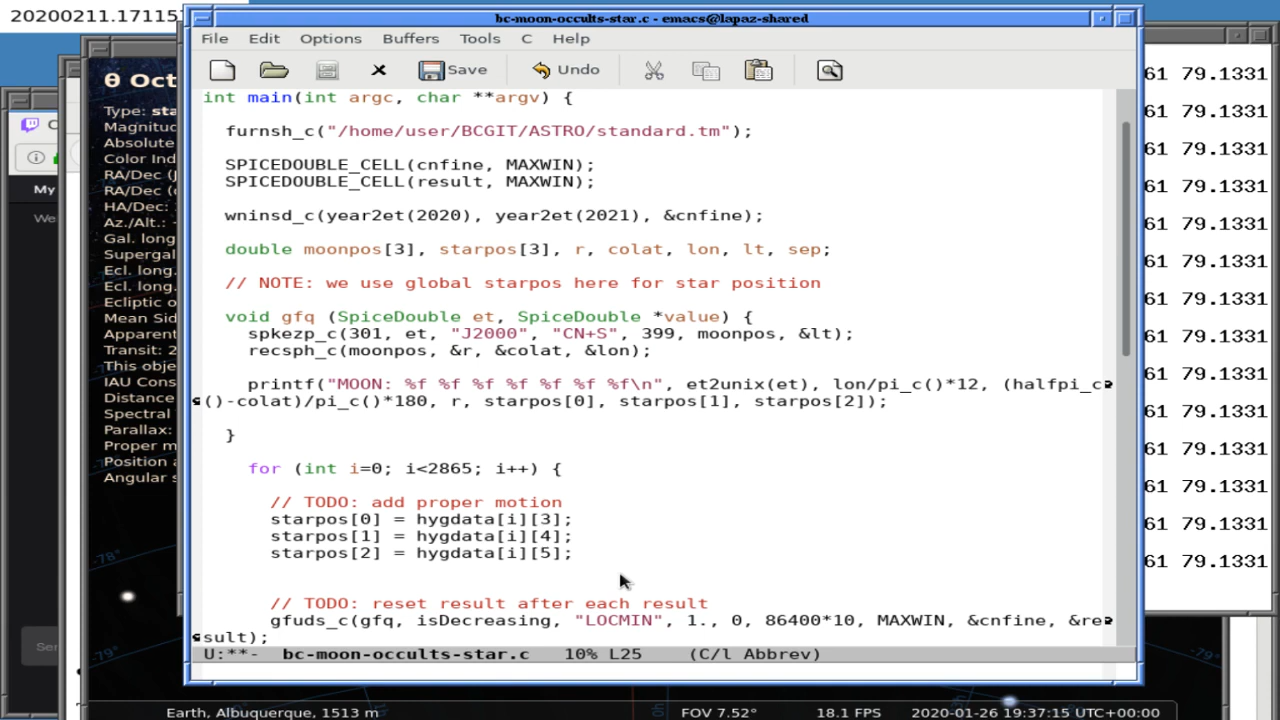 20200211.17115
bc-moon-occults-star.c - emacs@lapaz-shared
File Edit Options Buffers Tools C Help
Save Undo
θ Oct
Type: sta
Magnitud
Absolute
Color Ind
RA/Dec (J
RA/Dec (
HA/Dec:
Az./Alt.: -
Gal. long
Supergal
Ecl. long.
Ecl. long.
Ecliptic o
Mean Sid
Apparent
Transit: 2
This obje
IAU Cons
Distance
Spectral
Parallax:
Proper m
Position a
Angular s
My
We
Sen
int main(int argc, char **argv) {
furnsh_c("/home/user/BCGIT/ASTRO/standard.tm");
SPICEDOUBLE_CELL(cnfine, MAXWIN);
SPICEDOUBLE_CELL(result, MAXWIN);
wninsd_c(year2et(2020), year2et(2021), &cnfine);
double moonpos[3], starpos[3], r, colat, lon, lt, sep;
// NOTE: we use global starpos here for star position
void gfq (SpiceDouble et, SpiceDouble *value) {
spkezp_c(301, et, "J2000", "CN+S", 399, moonpos, &lt);
recsph_c(moonpos, &r, &colat, &lon);
printf("MOON: %f %f %f %f %f %f %f\n", et2unix(et), lon/pi_c()*12, (halfpi_c
()-colat)/pi_c()*180, r, starpos[0], starpos[1], starpos[2]);
}
for (int i=0; i<2865; i++) {
// TODO: add proper motion
starpos[0] = hygdata[i][3];
starpos[1] = hygdata[i][4];
starpos[2] = hygdata[i][5];
// TODO: reset result after each result
gfuds_c(gfq, isDecreasing, "LOCMIN", 1., 0, 86400*10, MAXWIN, &cnfine, &re
sult);
U:**- bc-moon-occults-star.c 10% L25 (C/l Abbrev)
61 79.1331
61 79.1331
61 79.1331
61 79.1331
61 79.1331
61 79.1331
61 79.1331
61 79.1331
61 79.1331
61 79.1331
61 79.1331
61 79.1331
61 79.1331
61 79.1331
-78°
-79°
Earth, Albuquerque, 1513 m FOV 7.52° 18.1 FPS 2020-01-26 19:37:15 UTC+00:00